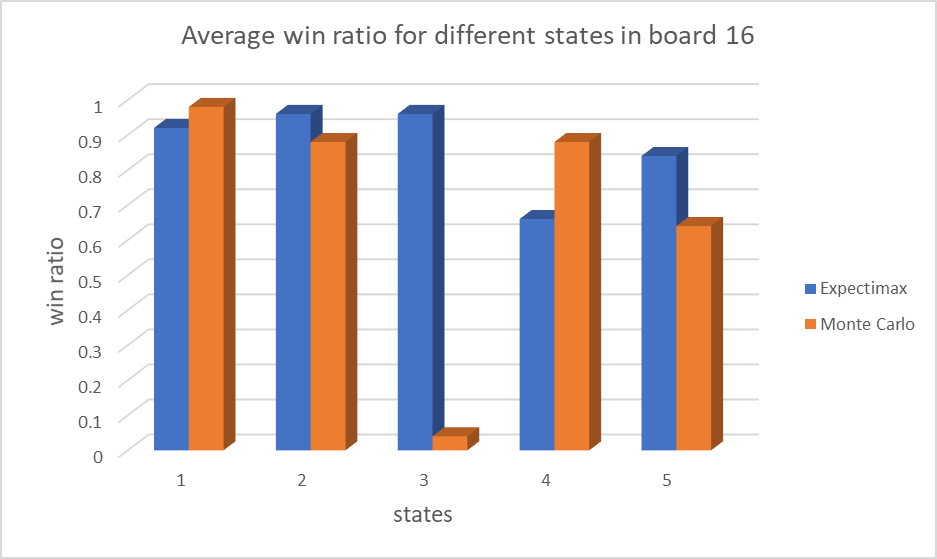 Average win ratio for different states in board 16
1
0.9
0.8
0.7
0.6
0.5
0.4
0.3
0.2
0.1
0
win ratio
1 2 3 4 5
states
Expectimax
Monte Carlo